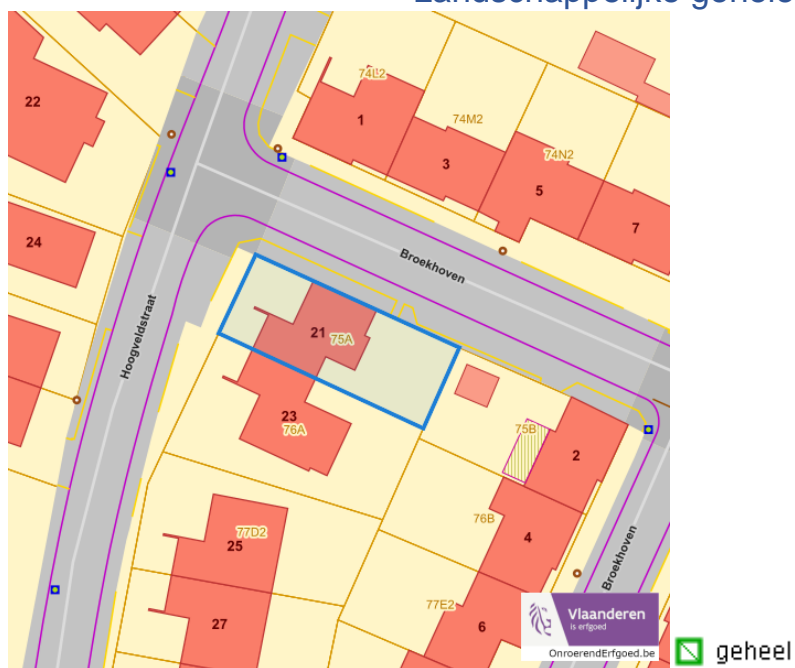 Landschappelijke gehele
74L2
22
1
74M2
3
74N2
5
7
24
Broekhoven
Hoogveldstraat
21
75A
23
76A
75B
2
76B
4
77D2
25
Broekhoven
77E2
6
27
Vlaanderen
is erfgoed
OnroerendErfgoed.be
geheel